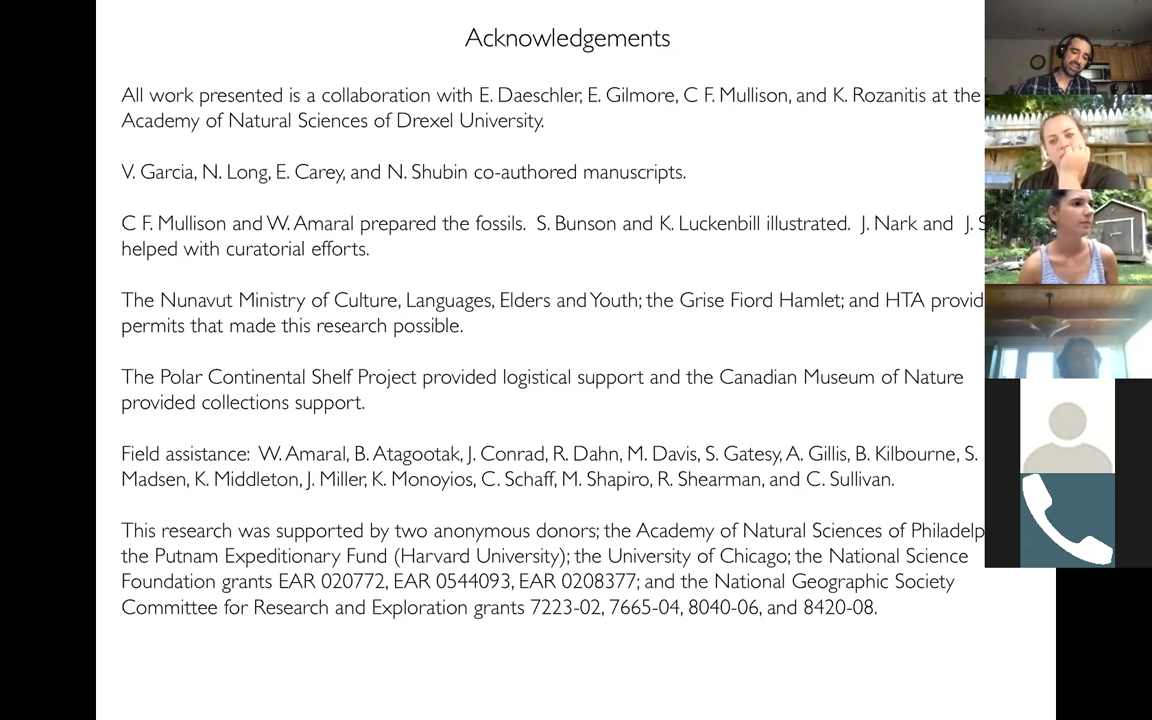 Acknowledgements
All work presented is a collaboration with E. Daeschler, E. Gilmore, C F. Mullison, and K. Rozanitis at the
Academy of Natural Sciences of Drexel University.
V. Garcia, N. Long, E. Carey, and N. Shubin co-authored manuscripts.
C F. Mullison and W. Amaral prepared the fossils. S. Bunson and K. Luckenbill illustrated. J. Nark and J. S
helped with curatorial efforts.
The Nunavut Ministry of Culture, Languages, Elders and Youth; the Grise Fiord Hamlet; and HTA provid
permits that made this research possible.
The Polar Continental Shelf Project provided logistical support and the Canadian Museum of Nature
provided collections support.
Field assistance: W. Amaral, B. Atagootak, J. Conrad, R. Dahn, M. Davis, S. Gatesy, A. Gillis, B. Kilbourne, S.
Madsen, K. Middleton, J. Miller, K. Monoyios, C. Schaff, M. Shapiro, R. Shearman, and C. Sullivan.
This research was supported by two anonymous donors; the Academy of Natural Sciences of Philadelp
the Putnam Expeditionary Fund (Harvard University); the University of Chicago; the National Science
Foundation grants EAR 020772, EAR 0544093, EAR 0208377; and the National Geographic Society
Committee for Research and Exploration grants 7223-02, 7665-04, 8040-06, and 8420-08.